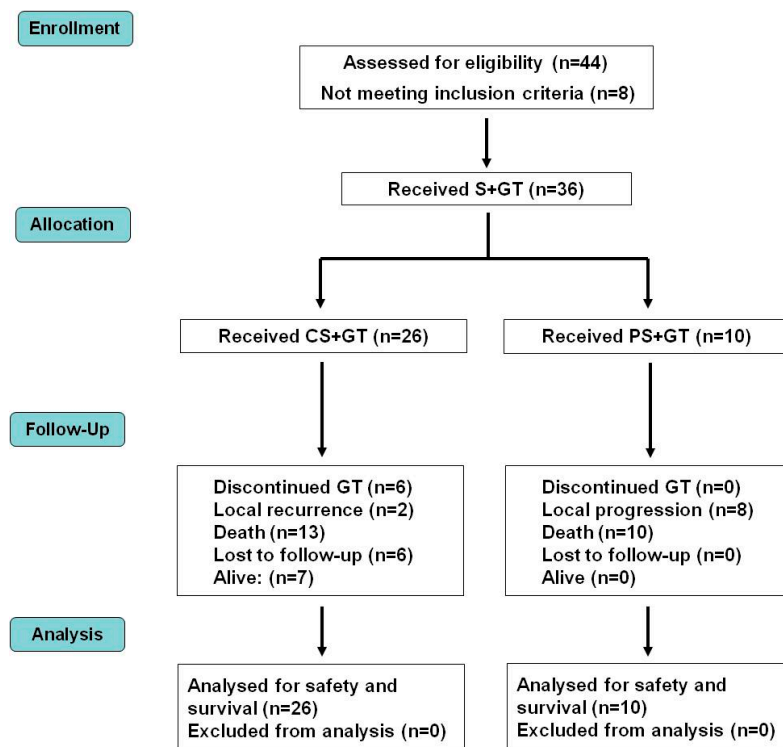 Enrollment
Assessed for eligibility (n=44)
Not meeting inclusion criteria (n=8)
Received S+GT (n=36)
Allocation
Received CS+GT (n=26)
Received PS+GT (n=10)
Follow-Up
Discontinued GT (n=6)
Local recurrence (n=2)
Death (n=13)
Lost to follow-up (n=6)
Alive: (n=7)
Discontinued GT (n=0)
Local progression (n=8)
Death (n=10)
Lost to follow-up (n=0)
Alive (n=0)
Analysis
Analysed for safety and
survival (n=26)
Excluded from analysis (n=0)
Analysed for safety and
survival (n=10)
Excluded from analysis (n=0)